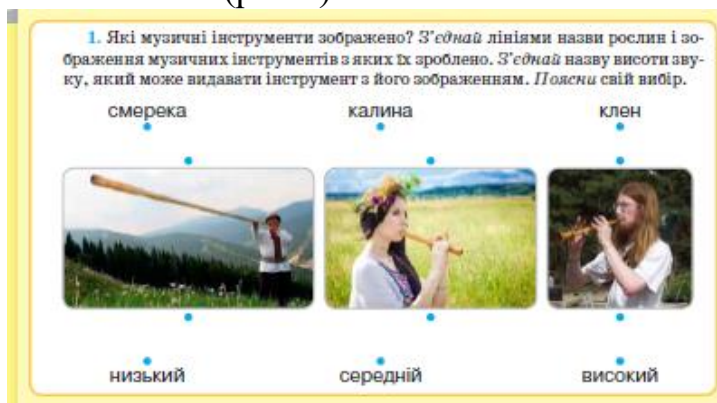 1. Які музичні інструменти зображено? З’єднай лініями назви рослин і зо-
браження музичних інструментів з яких їх зроблено. З’єднай назву висоти зву-
ку, який може видавати інструмент з його зображенням. Поясни свій вибір.
смерека калина клен
низький середній високий